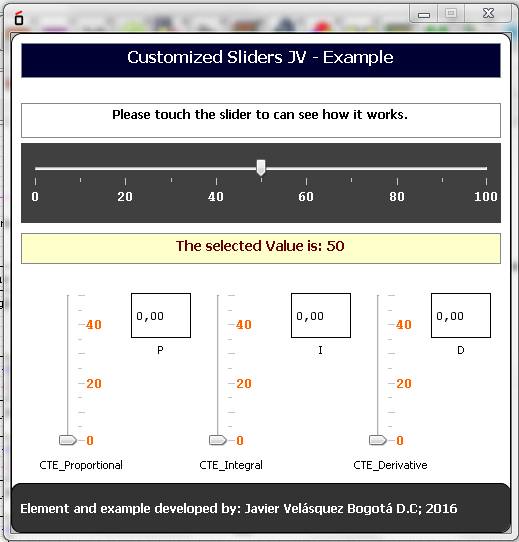 Customized Sliders JV - Example
Please touch the slider to can see how it works.
0 20 40 60 80 100
The selected Value is: 50
40 0,00 40 0,00 40 0,00
P I D
20 20 20
0 0 0
CTE_Proportional CTE_Integral CTE_Derivative
Element and example developed by: Javier Velásquez Bogotá D.C; 2016